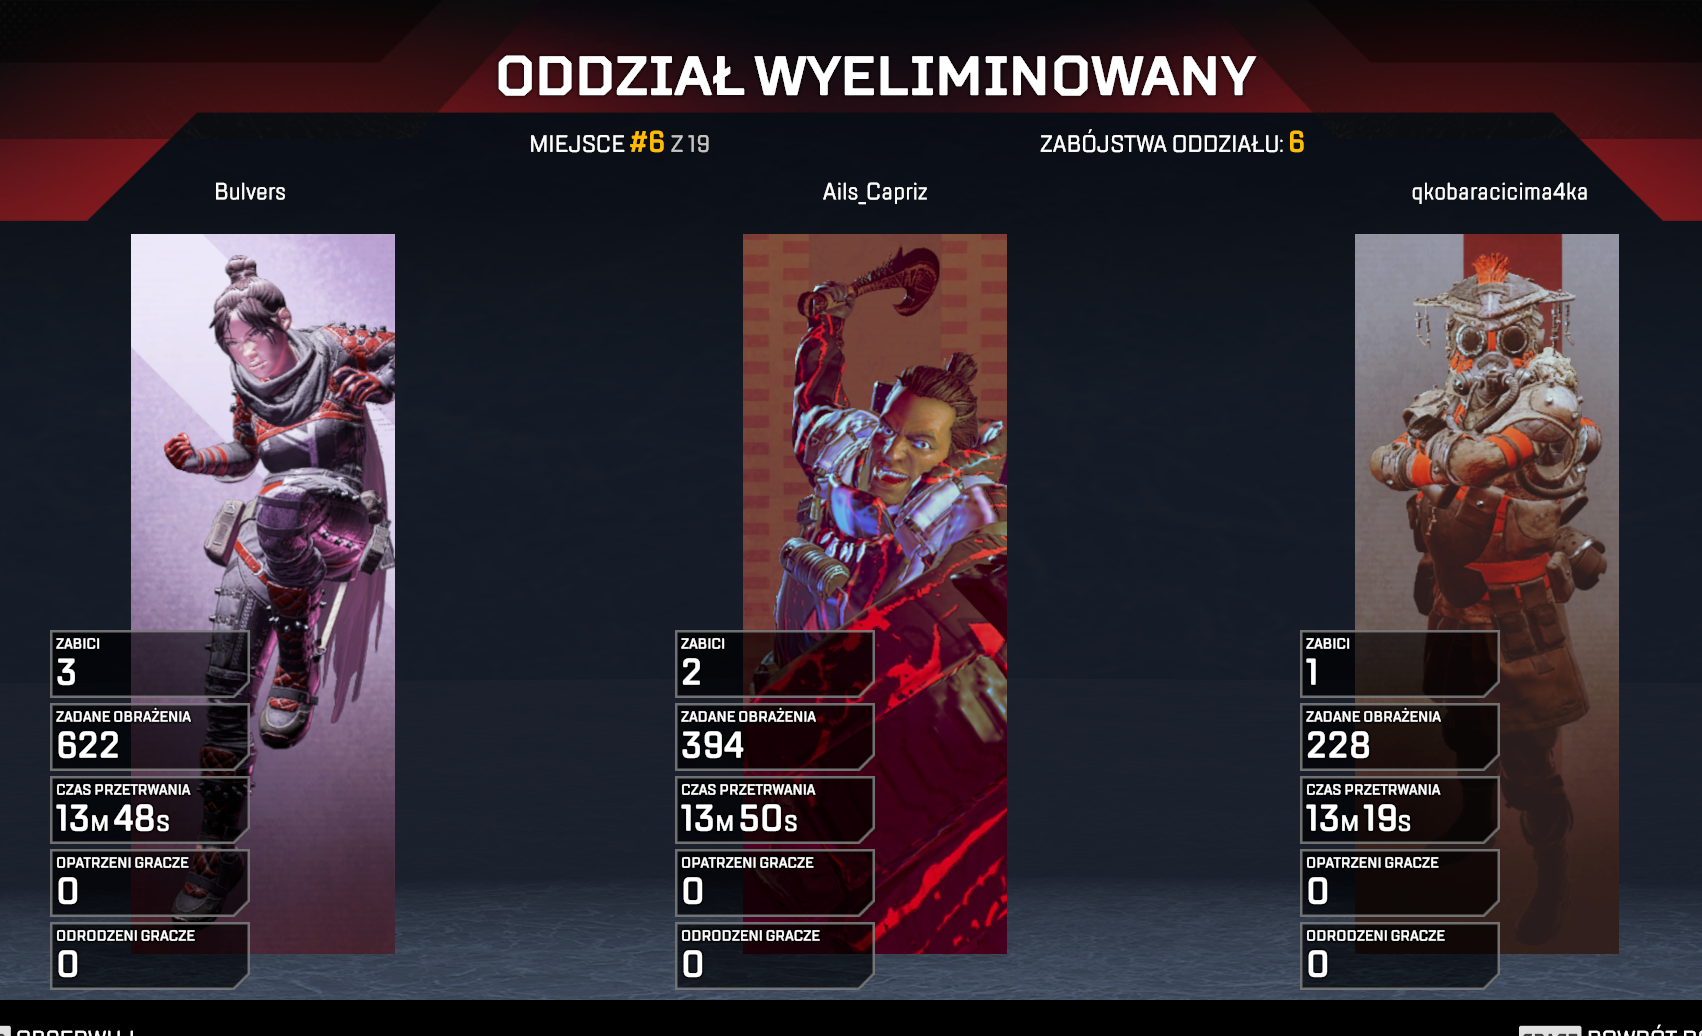 ODDZIAŁ WYELIMINOWANY
MIEJSCE #6 Z 19
ZABÓJSTWA ODDZIAŁU: 6
Bulvers
Ails_Capriz
qkobaracicima4ka
ZABICI
3
ZADANE OBRAŻENIA
622
CZAS PRZETRWANIA
13M 48S
OPATRZENI GRACZE
0
ODRODZENI GRACZE
0
ZABICI
2
ZADANE OBRAŻENIA
394
CZAS PRZETRWANIA
13M 50S
OPATRZENI GRACZE
0
ODRODZENI GRACZE
0
ZABICI
1
ZADANE OBRAŻENIA
228
CZAS PRZETRWANIA
13M 19S
OPATRZENI GRACZE
0
ODRODZENI GRACZE
0